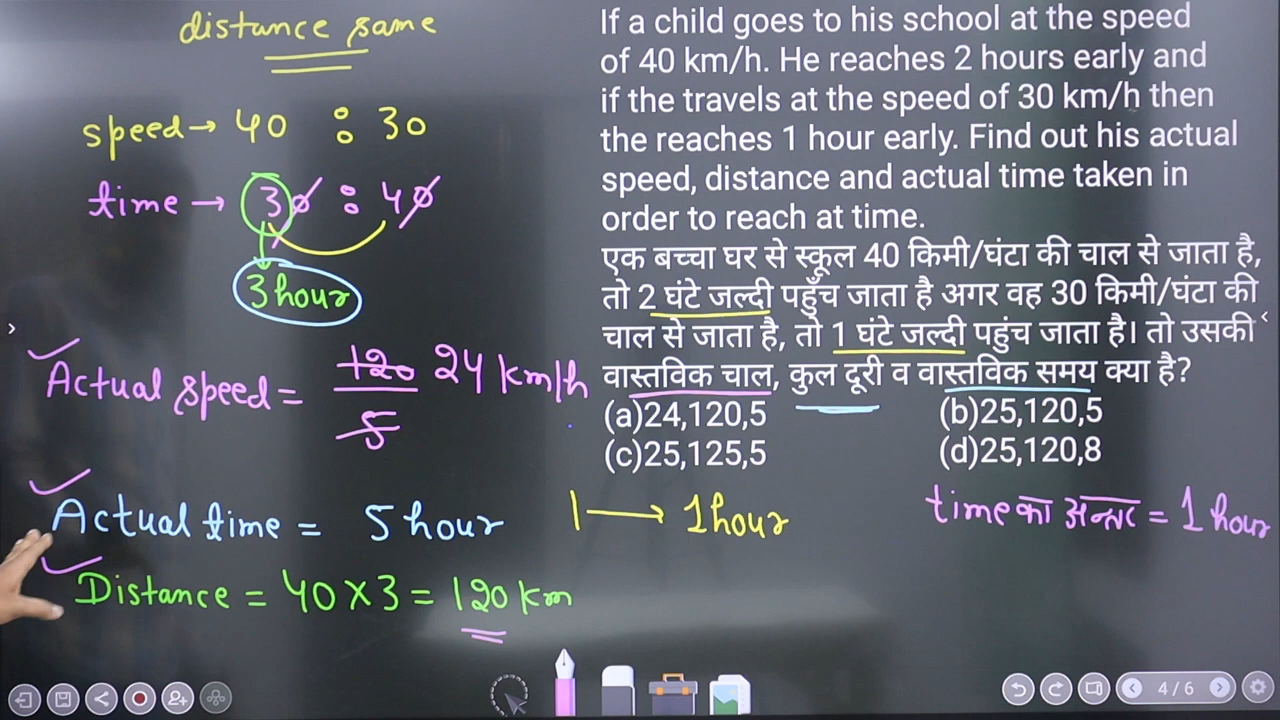 distance same
speed→ 40 : 30
time → 30 : 40
3 hour
Actual speed = 120/5 24 km/h
Actual time = 5 hour
Distance = 40×3 = 120 km
If a child goes to his school at the speed
of 40 km/h. He reaches 2 hours early and
if the travels at the speed of 30 km/h then
the reaches 1 hour early. Find out his actual
speed, distance and actual time taken in
order to reach at time.
एक बच्चा घर से स्कूल 40 किमी/घंटा की चाल से जाता है,
तो 2 घंटे जल्दी पहुँच जाता है अगर वह 30 किमी/घंटा की
चाल से जाता है, तो 1 घंटे जल्दी पहुंच जाता है। तो उसकी
वास्तविक चाल, कुल दूरी व वास्तविक समय क्या है?
(a)24,120,5 (b)25,120,5
(c)25,125,5 (d)25,120,8
1 → 1 hour
time का अन्तर = 1 hour
4 / 6